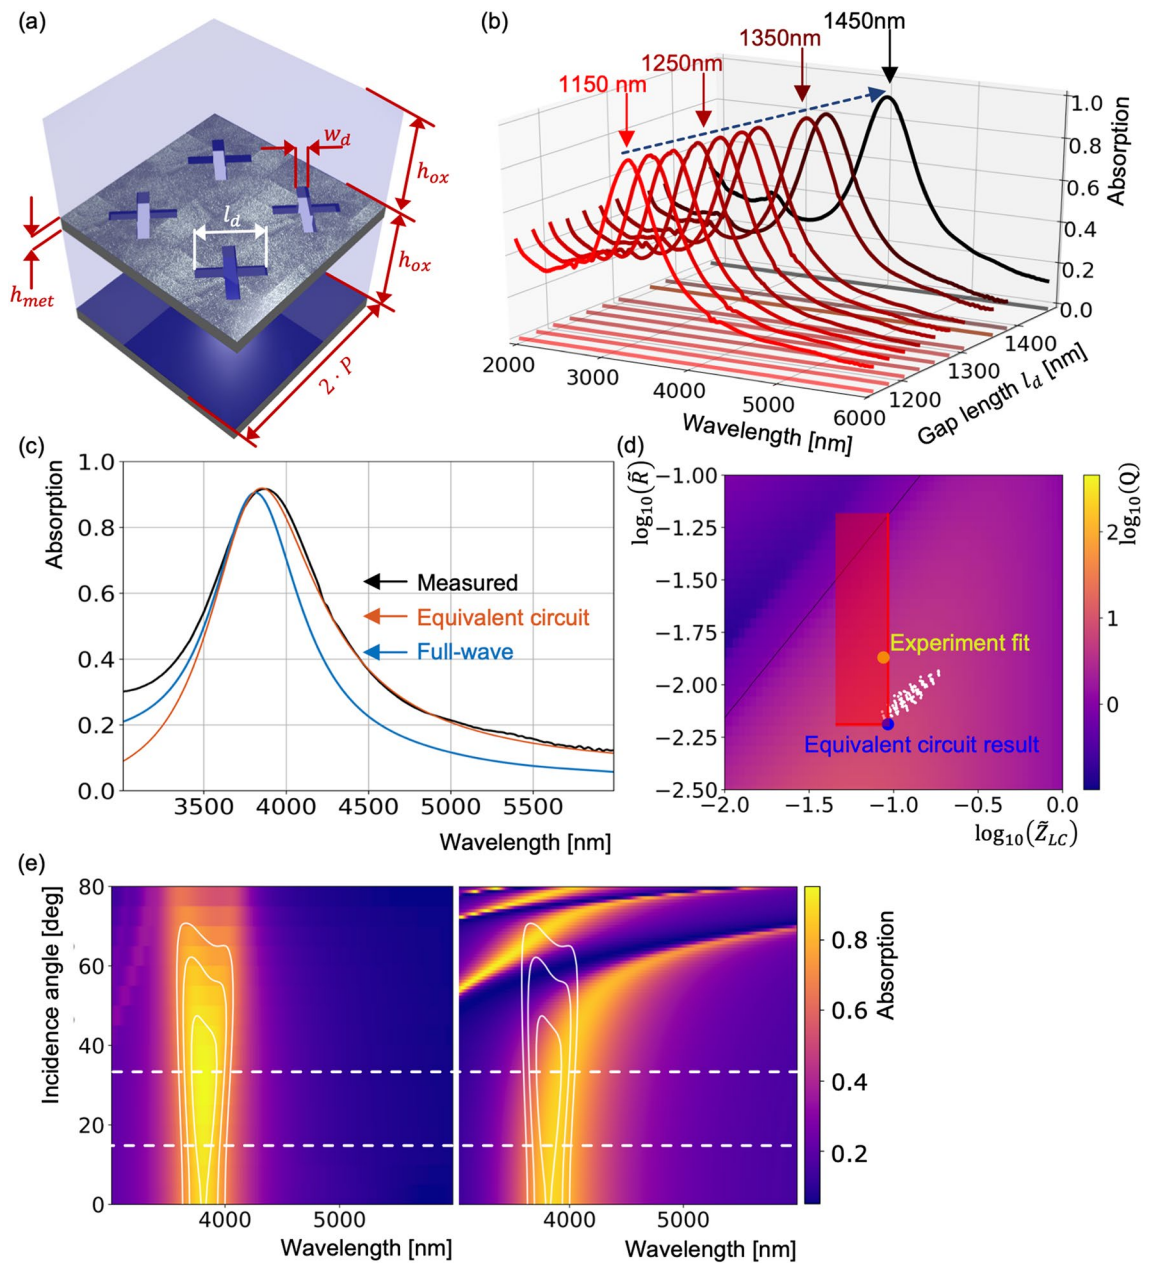 (a)
w_d
h_ox
l_d
h_ox
h_met
2 · P
(b)
1450nm
1350nm
1250nm
1150 nm
1.0
0.8
0.6
0.4
0.2
0.0
Absorption
2000
3000
4000
5000
6000
Wavelength [nm]
1200
1300
1400
Gap length l_d [nm]
(c)
Absorption
1.0
0.8
0.6
0.4
0.2
0.0
Measured
Equivalent circuit
Full-wave
3500 4000 4500 5000 5500
Wavelength [nm]
(d)
log₁₀(R̃)
−1.00
−1.25
−1.50
−1.75
−2.00
−2.25
−2.50
Experiment fit
Equivalent circuit result
−2.0 −1.5 −1.0 −0.5 0.0
log₁₀(Z̃_LC)
log₁₀(Q)
2
1
0
(e)
Incidence angle [deg]
80
60
40
20
0
4000 5000
Wavelength [nm]
4000 5000
Wavelength [nm]
Absorption
0.8
0.6
0.4
0.2